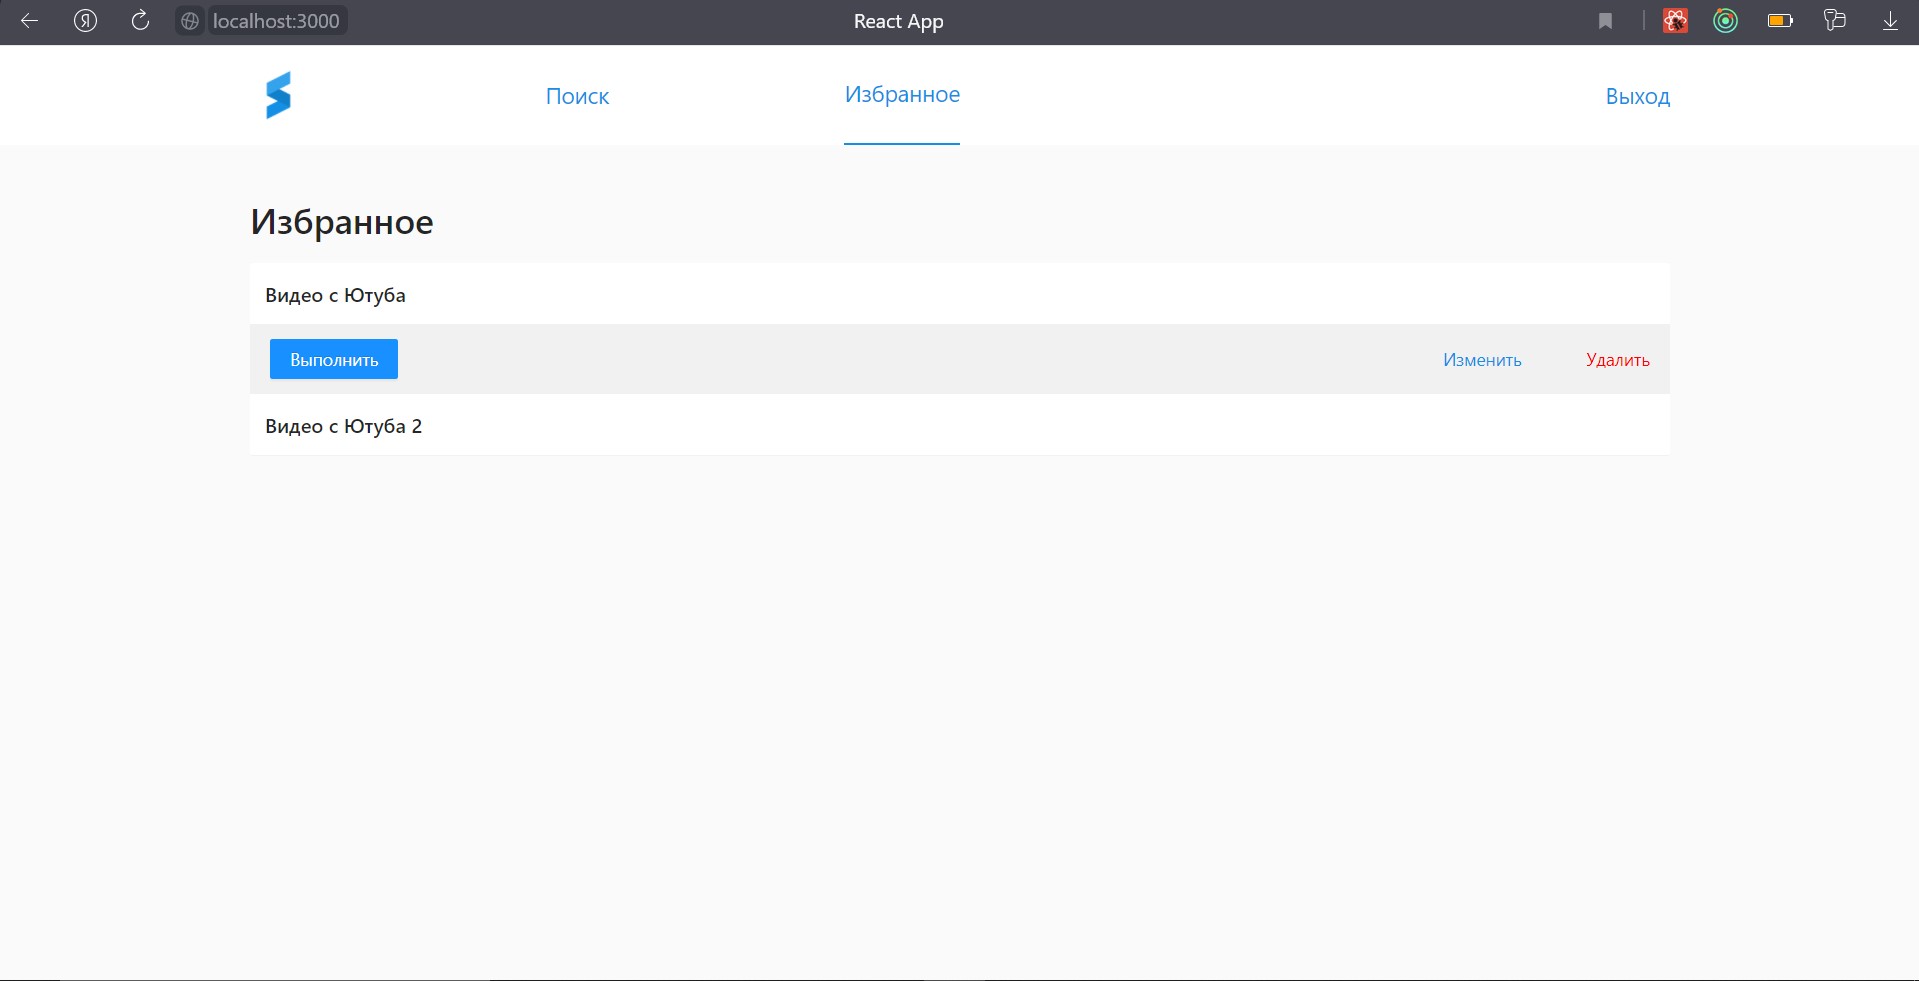 localhost:3000 React App
Поиск Избранное Выход
Избранное
Видео с Ютуба
Выполнить Изменить Удалить
Видео с Ютуба 2